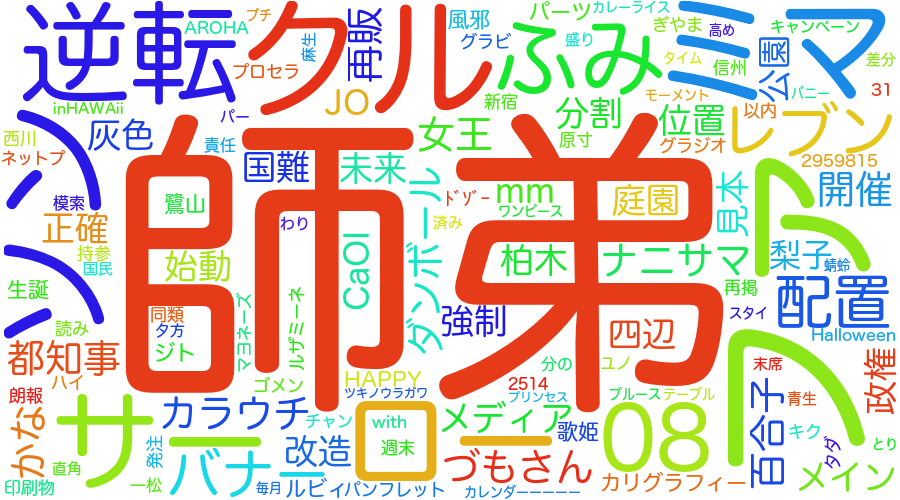 逆転
クル
ふみ
ミマ
AROHA
プチ
麻生
再販
風邪
グラビ
パーツ
カレーライス
盛り
ぎやま
高め
タイム
信州
公園
キャンペーン
差分
バニー
31
プロセラ
JO
inHAWAii
パー
新宿
分割
原寸
位置
モーメント
以内
レブン
グラジオ
2959815
ソン
西川
ネットプ
灰色
責任
国難
未来
女王
mm
ワンピース
ドゾー
庭園
見本
開催
模索
正確
持参
国民
鷺山
わり
師弟
済み
柏木
ナニサマ
梨子
蜻蛉
トト
始動
生誕
読み
同類
夕方
ジト
マヨネーズ
ルザミーネ
CaOI
ダンボール
強制
四辺
再掲
スタイ
配置
Halloween
都知事
朗報
ハイ
ゴメン
HAPPY
ツキノウラガワ
2514
プリンセス
分の
ユノ
ブルース
テーブル
末席
青生
政権
かな
サ
カラウチ
チャン
with
週末
ロー
メディア
歌姫
08
百合子
キク
タダ
とり
メイン
直角
印刷物
一松
発注
バナー
毎月
改造
ルビィ
パンフレット
カレンダーーーーー
づもさん
カリグラフィー